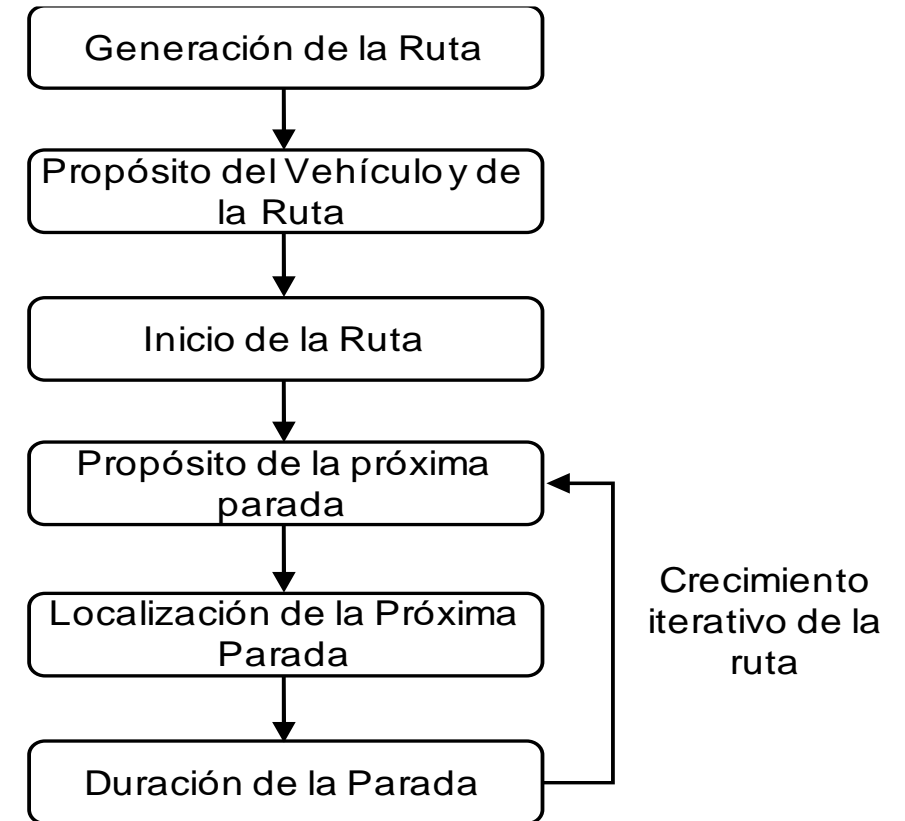 Generación de la Ruta
Propósito del Vehículo y de
la Ruta
Inicio de la Ruta
Propósito de la próxima
parada
Localización de la Próxima
Parada
Duración de la Parada
Crecimiento
iterativo de la
ruta